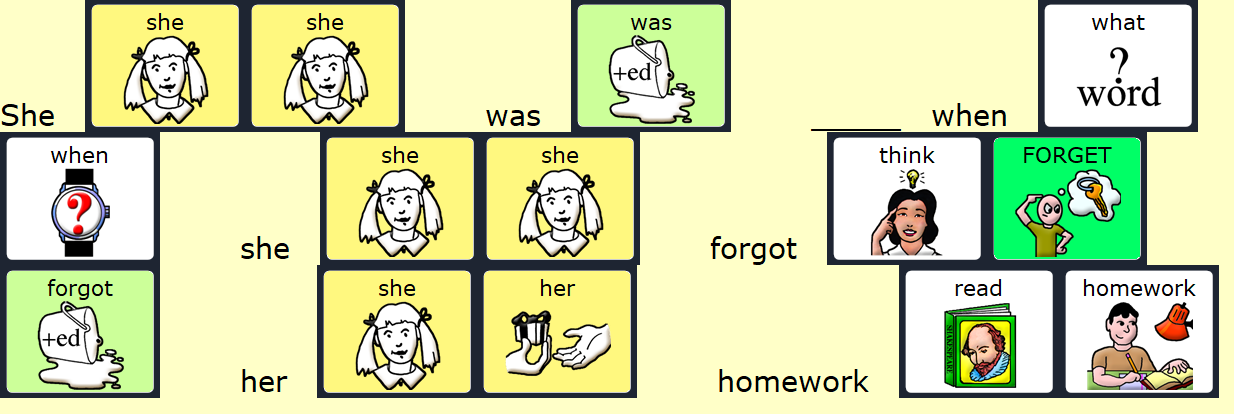 She she she was was +ed ______ when what ? word
when ? she she she forgot think FORGET
forgot +ed her she her homework read homework